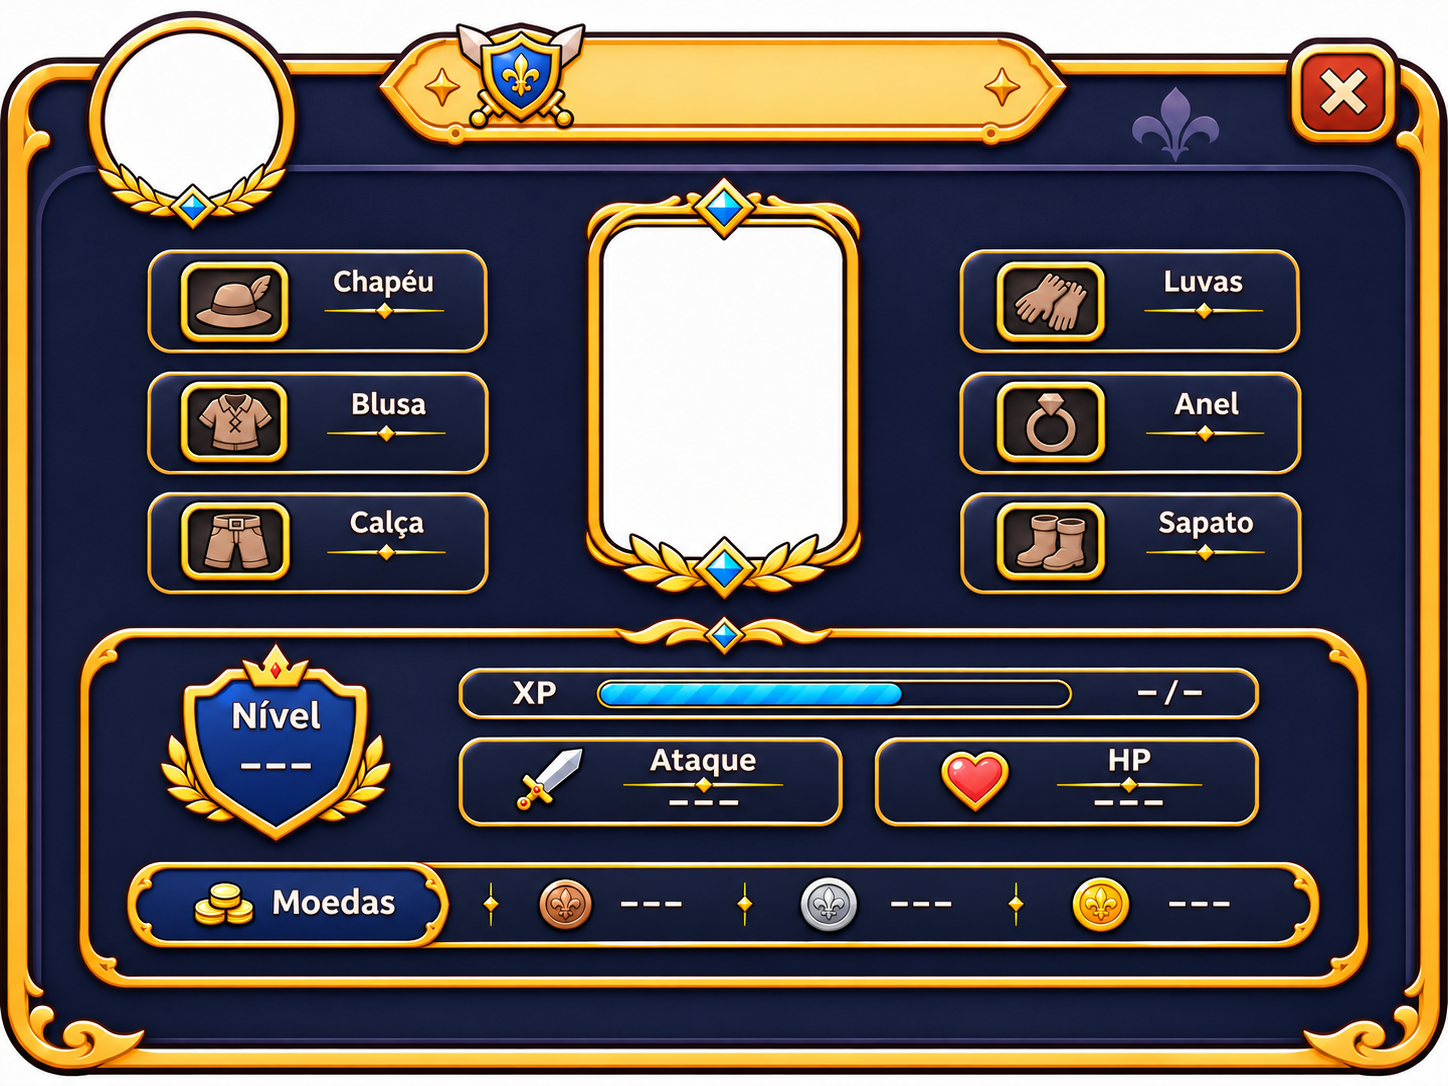 Chapéu
Luvas
Blusa
Anel
Calça
Sapato
Nível
---
XP
-/-
Ataque
---
HP
---
Moedas
---
---
---